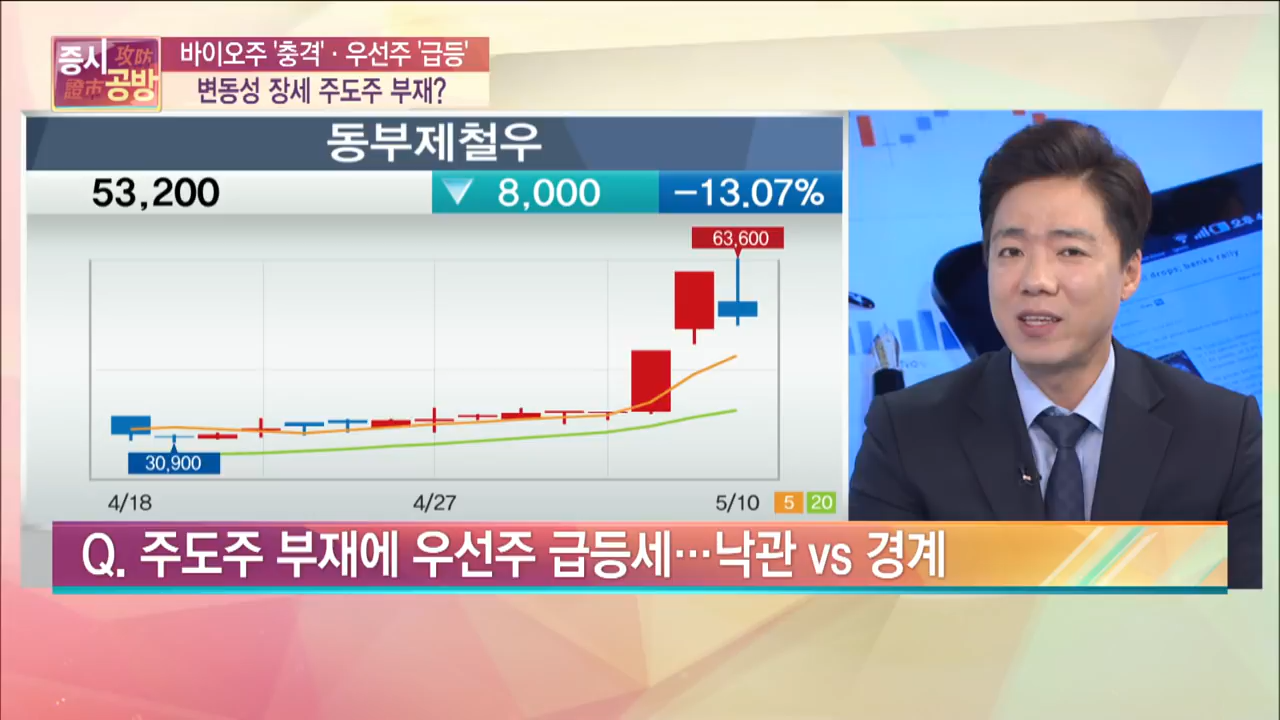 증시 攻防
證市 공방
바이오주 '충격'·우선주 '급등'
변동성 장세 주도주 부재?
동부제철우
53,200 ▼ 8,000 -13.07%
63,600
30,900
4/18 4/27 5/10 5 20
drops, banks rally
Q. 주도주 부재에 우선주 급등세…낙관 vs 경계